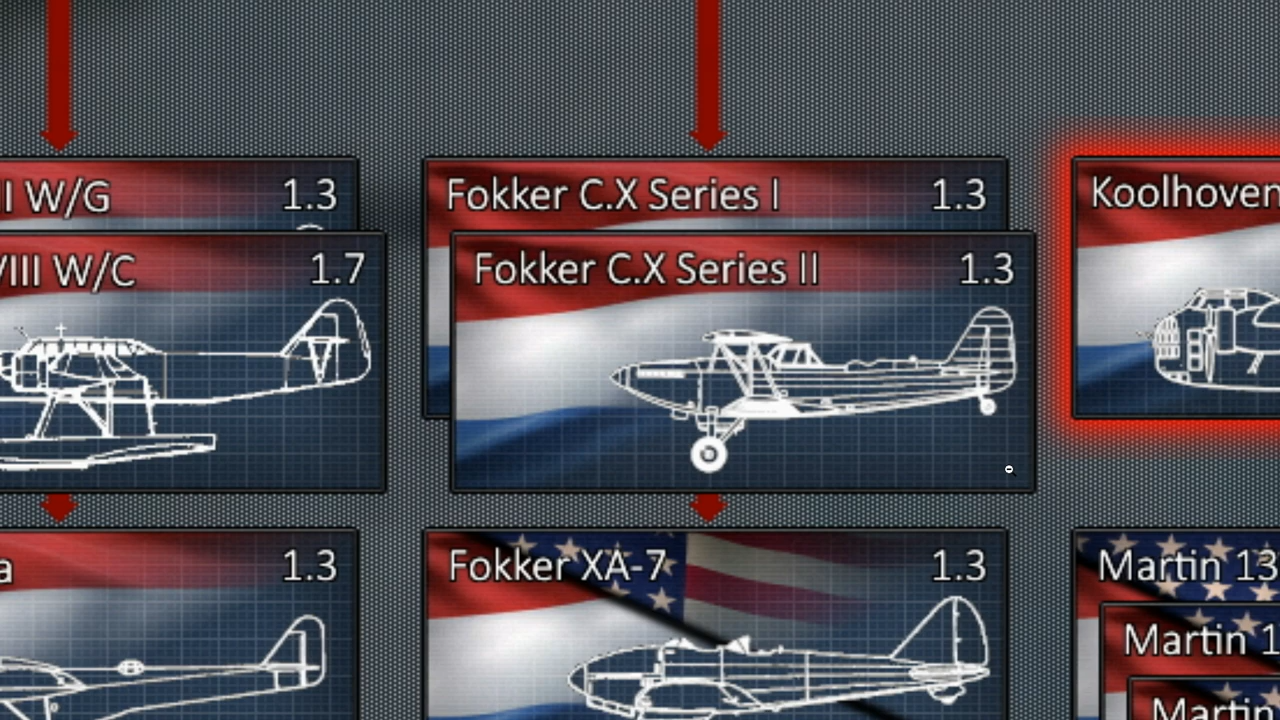 I W/G 1.3
VIII W/C 1.7
a 1.3
Fokker C.X Series I 1.3
Fokker C.X Series II 1.3
Fokker XA-7 1.3
Koolhoven
Martin 13
Martin 1
Martin